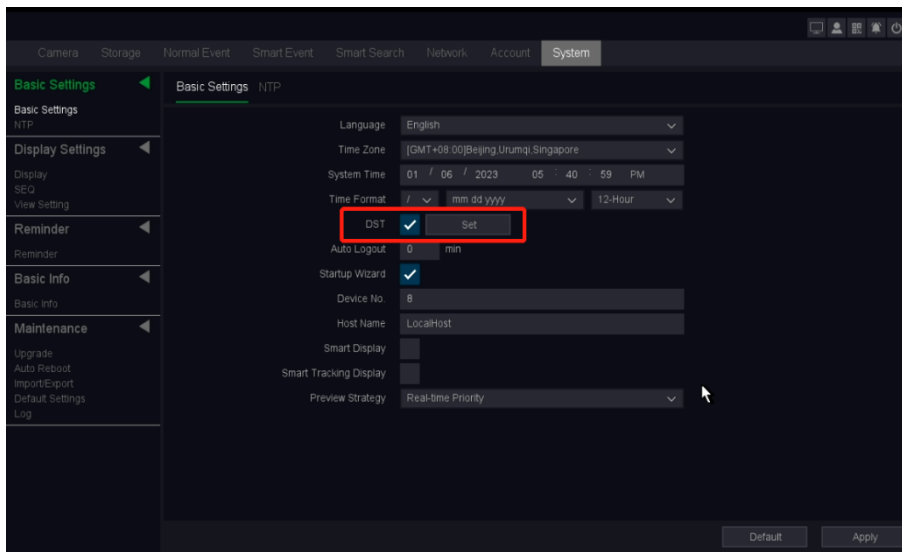 Camera Storage Normal Event Smart Event Smart Search Network Account System
Basic Settings
Basic Settings
NTP
Display Settings
Display
SEQ
View Setting
Reminder
Reminder
Basic Info
Basic Info
Maintenance
Upgrade
Auto Reboot
Import/Export
Default Settings
Log
Basic Settings NTP
Language English
Time Zone [GMT+08:00]Beijing,Urumqi,Singapore
System Time 01 / 06 / 2023 05 : 40 : 59 PM
Time Format / mm dd yyyy 12-Hour
DST Set
Auto Logout 0 min
Startup Wizard
Device No. 8
Host Name LocalHost
Smart Display
Smart Tracking Display
Preview Strategy Real-time Priority
Default Apply